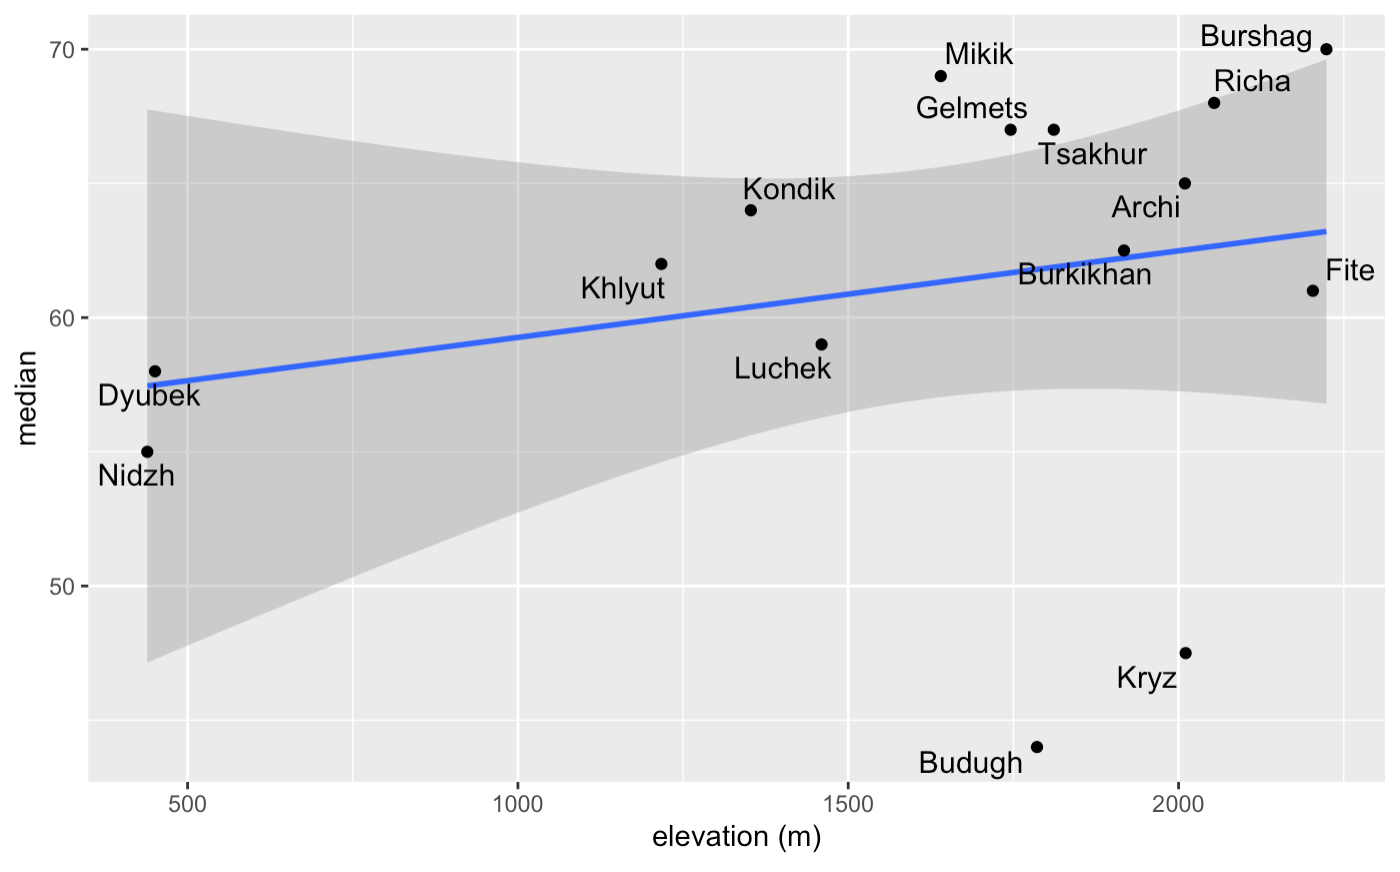 Burshag
70
Mikik
Richa
Gelmets
Tsakhur
Kondik
Archi
Khlyut
Burkikhan
Fite
60
Luchek
median
Dyubek
Nidzh
50
Kryz
Budugh
500 1000 1500 2000
elevation (m)